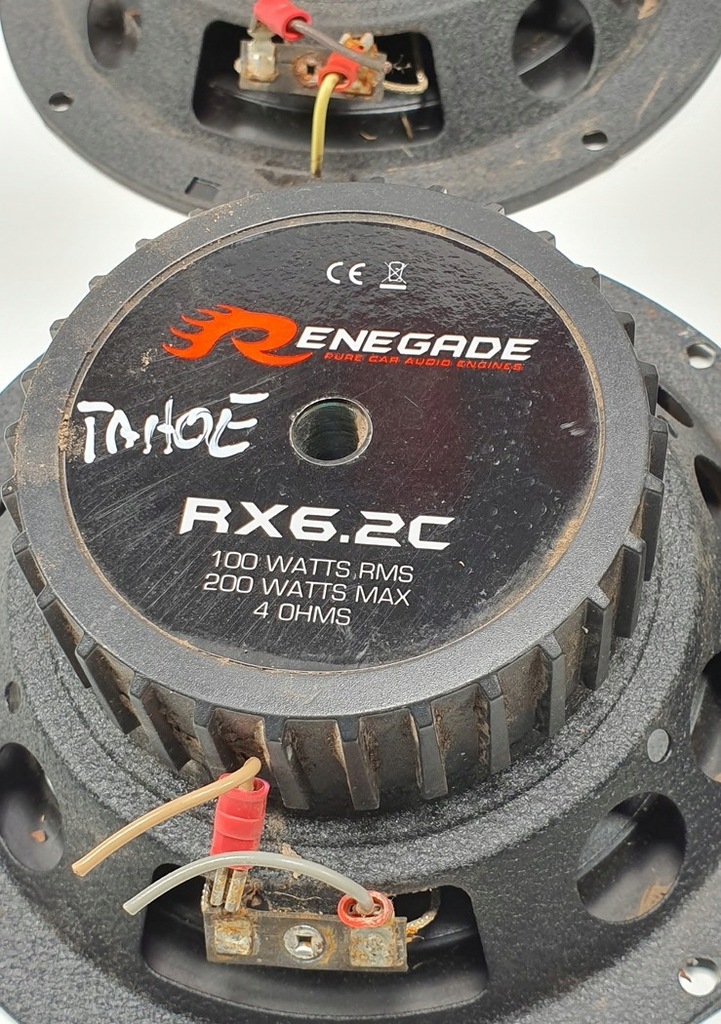 CE
RENEGADE
PURE CAR AUDIO ENGINES
TAHOE
RX6.2C
100 WATTS RMS
200 WATTS MAX
4 OHMS